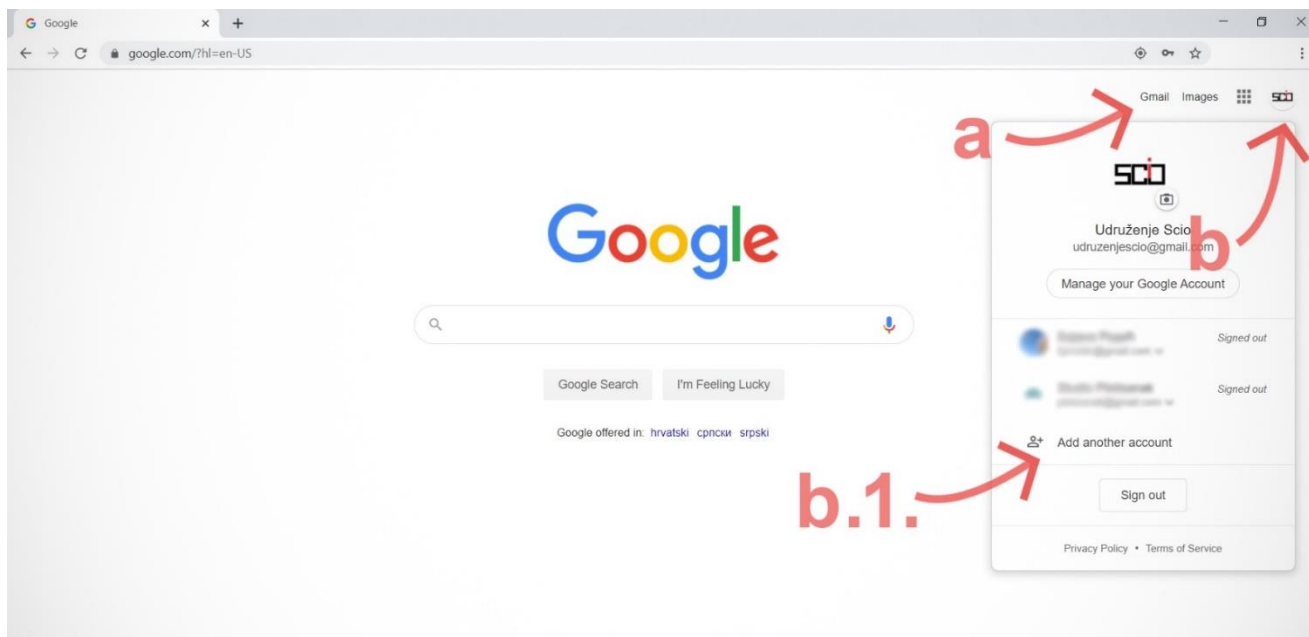 Google
google.com/?hl=en-US
Gmail Images
scio
a
scio
b
Udruženje Scio
udruzenjescio@gmail.com
Manage your Google Account
Google
Signed out
Signed out
Google Search I'm Feeling Lucky
Google offered in: hrvatski српски srpski
Add another account
b.1.
Sign out
Privacy Policy • Terms of Service